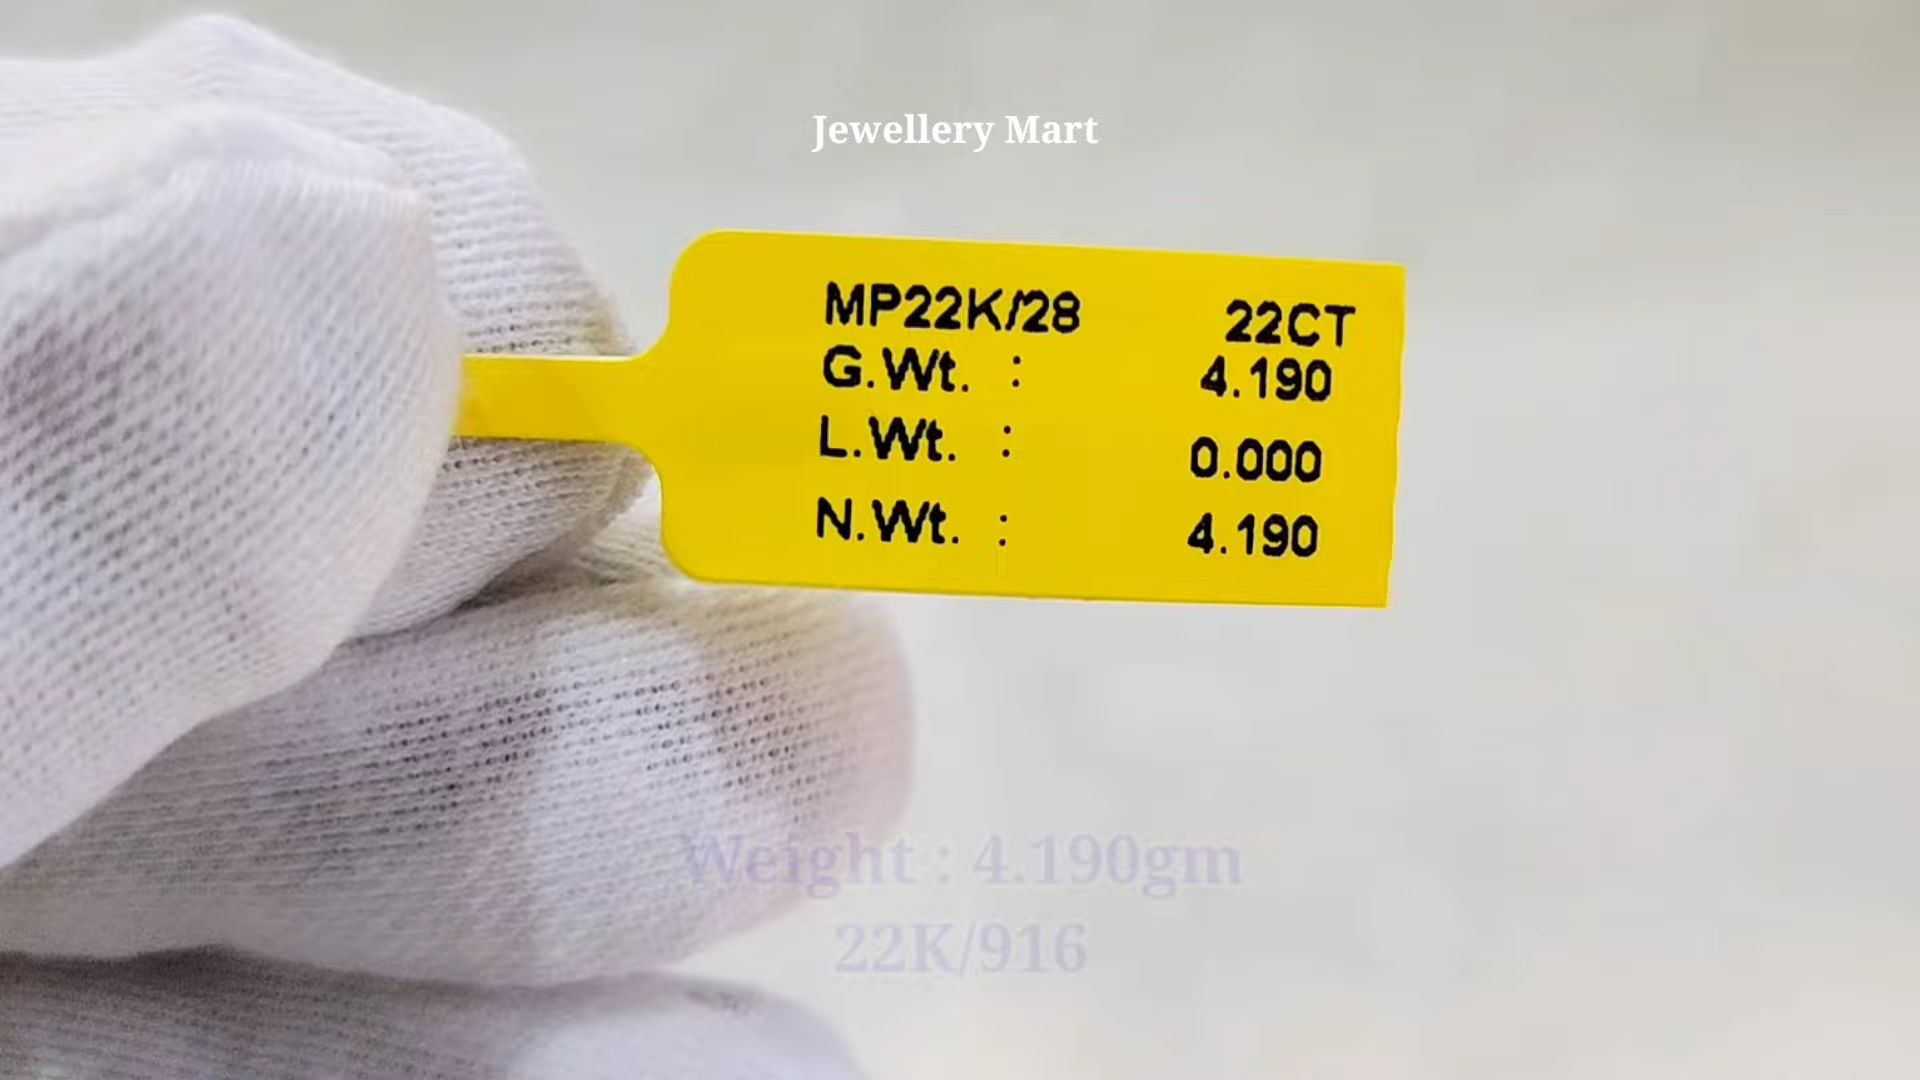 Jewellery Mart
MP22K/28 22CT
G.Wt. : 4.190
L.Wt. : 0.000
N.Wt. : 4.190
Weight : 4.190gm
22K/916